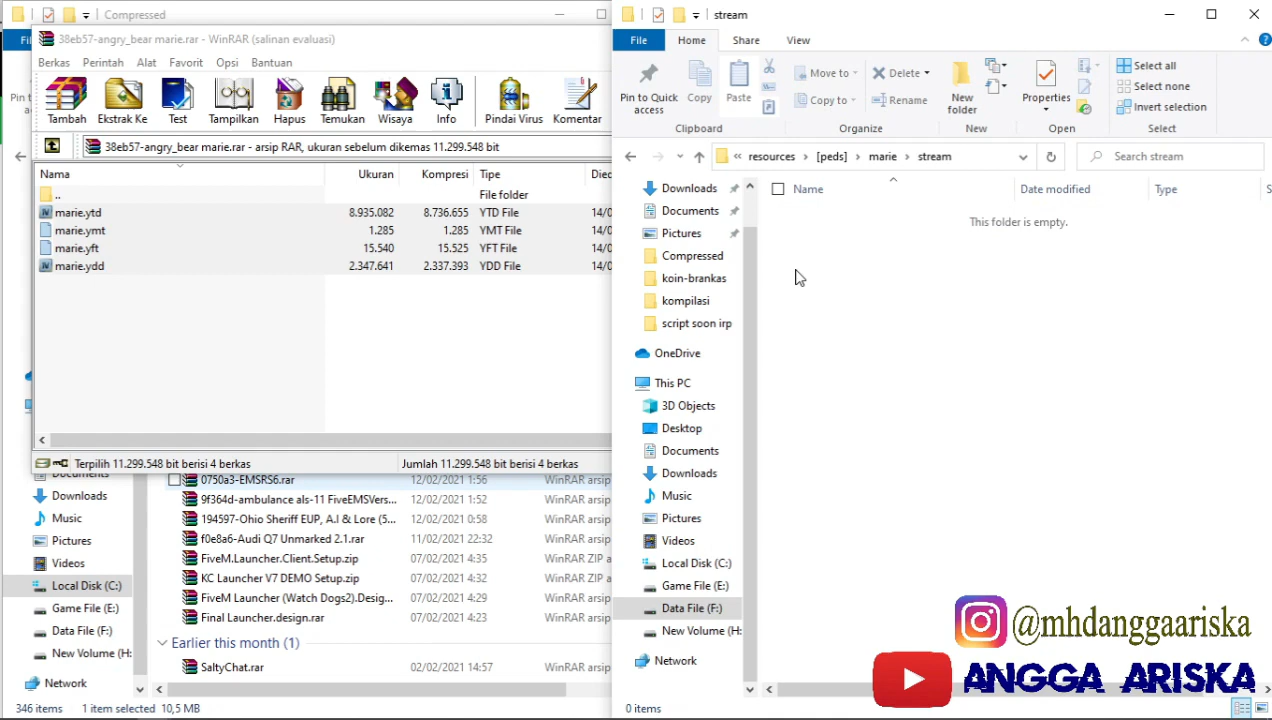 Compressed
38eb57-angry_bear marie.rar - WinRAR (salinan evaluasi)
Berkas Perintah Alat Favorit Opsi Bantuan
Tambah Ekstrak Ke Test Tampilkan Hapus Temukan Wisaya Info Pindai Virus Komentar
38eb57-angry_bear marie.rar - arsip RAR, ukuran sebelum dikemas 11.299.548 bit
Nama Ukuran Kompresi Tipe
.. File folder
marie.ytd 8.935.082 8.736.655 YTD File 14/0
marie.ymt 1.285 1.285 YMT File 14/0
marie.yft 15.540 15.525 YFT File 14/0
marie.ydd 2.347.641 2.337.393 YDD File 14/0
Terpilih 11.299.548 bit berisi 4 berkas Jumlah 11.299.548 bit berisi 4 berkas
Downloads
Music
Pictures
Videos
Local Disk (C:)
Game File (E:)
Data File (F:)
New Volume (H:
Network
0750a3-EMSRS6.rar 12/02/2021 1:56 WinRAR arsip
9f364d-ambulance als-11 FiveEMSVers... 12/02/2021 1:52 WinRAR arsip
194597-Ohio Sheriff EUP, A.I & Lore (5... 12/02/2021 0:58 WinRAR arsip
f0e8a6-Audi Q7 Unmarked 2.1.rar 11/02/2021 22:32 WinRAR arsip
FiveM.Launcher.Client.Setup.zip 07/02/2021 4:35 WinRAR ZIP a
KC Launcher V7 DEMO Setup.zip 07/02/2021 4:32 WinRAR ZIP a
FiveM Launcher (Watch Dogs2).Desig... 07/02/2021 4:29 WinRAR arsip
Final Launcher.design.rar 07/02/2021 4:23 WinRAR arsip
Earlier this month (1)
SaltyChat.rar 02/02/2021 14:57 WinRAR arsip
346 items 1 item selected 10,5 MB
stream
File Home Share View
Pin to Quick access Copy Paste Move to Copy to Delete Rename New folder Properties Select all Select none Invert selection
Clipboard Organize New Open Select
« resources [peds] marie stream Search stream
Name Date modified Type
This folder is empty.
Downloads
Documents
Pictures
Compressed
koin-brankas
kompilasi
script soon irp
OneDrive
This PC
3D Objects
Desktop
Documents
Downloads
Music
Pictures
Videos
Local Disk (C:)
Game File (E:)
Data File (F:)
New Volume (H:
Network
0 items
@mhdanggaariska
ANGGA ARISKA